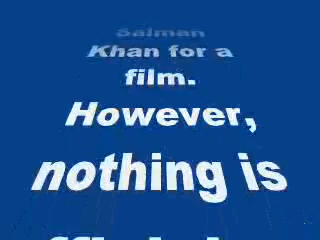 Salman
Khan for a
film.
However,
nothing is